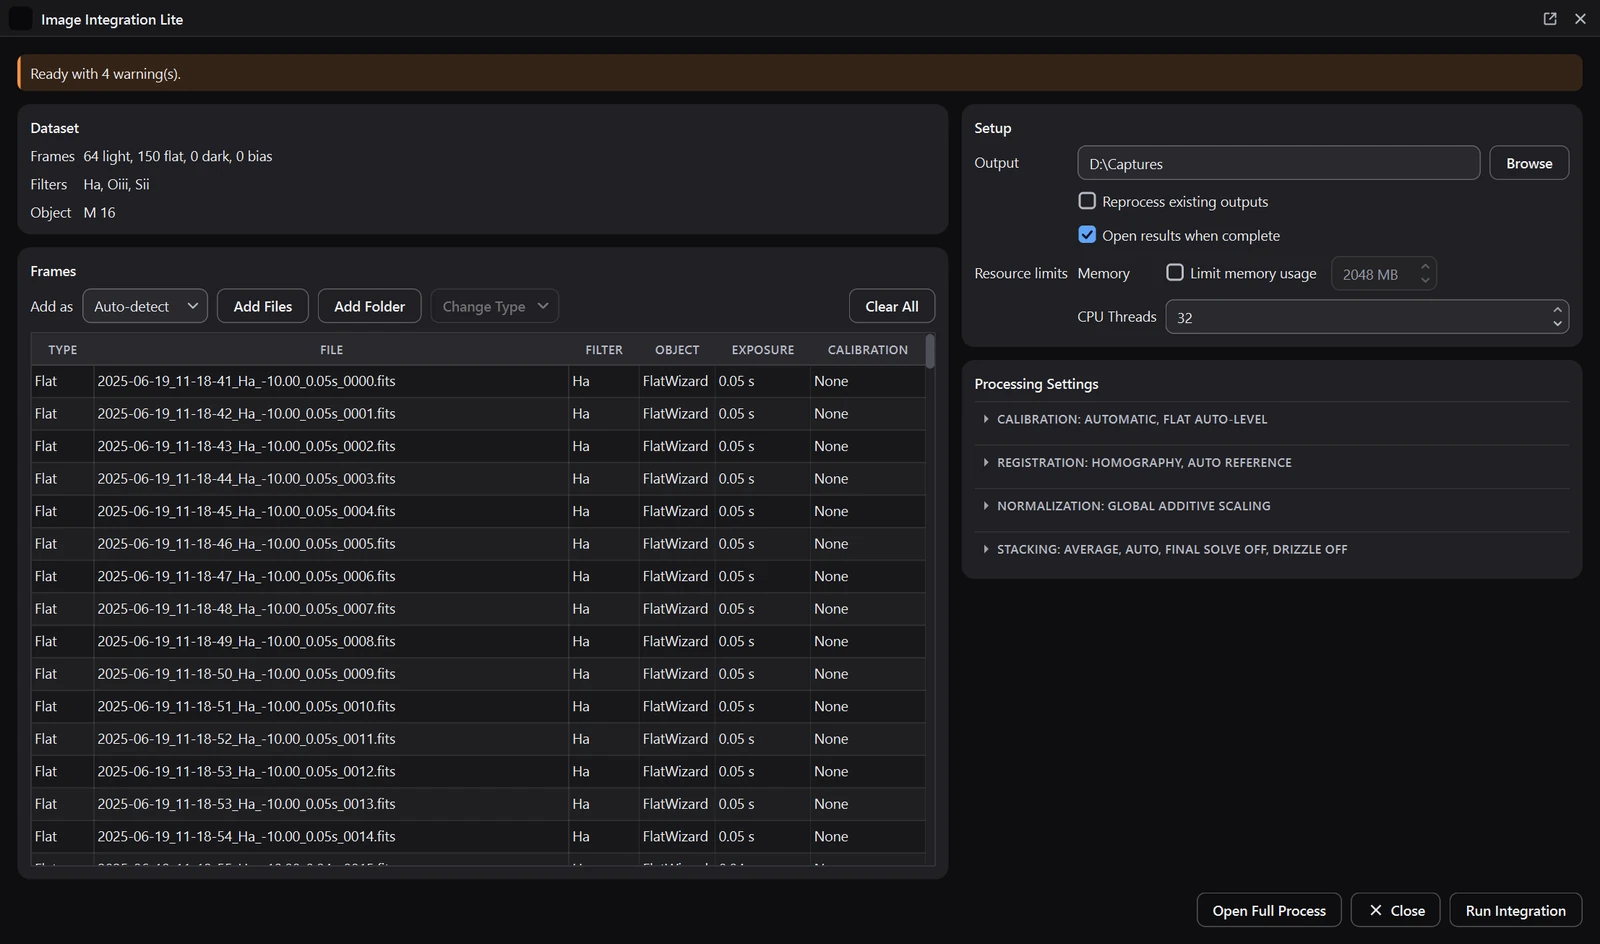 Image Integration Lite
Ready with 4 warning(s).
Dataset
Frames 64 light, 150 flat, 0 dark, 0 bias
Filters Ha, Oiii, Sii
Object M 16
Frames
Add as Auto-detect Add Files Add Folder Change Type Clear All
TYPE FILE FILTER OBJECT EXPOSURE CALIBRATION
Flat 2025-06-19_11-18-41_Ha_-10.00_0.05s_0000.fits Ha FlatWizard 0.05 s None
Flat 2025-06-19_11-18-42_Ha_-10.00_0.05s_0001.fits Ha FlatWizard 0.05 s None
Flat 2025-06-19_11-18-43_Ha_-10.00_0.05s_0002.fits Ha FlatWizard 0.05 s None
Flat 2025-06-19_11-18-44_Ha_-10.00_0.05s_0003.fits Ha FlatWizard 0.05 s None
Flat 2025-06-19_11-18-45_Ha_-10.00_0.05s_0004.fits Ha FlatWizard 0.05 s None
Flat 2025-06-19_11-18-46_Ha_-10.00_0.05s_0005.fits Ha FlatWizard 0.05 s None
Flat 2025-06-19_11-18-47_Ha_-10.00_0.05s_0006.fits Ha FlatWizard 0.05 s None
Flat 2025-06-19_11-18-48_Ha_-10.00_0.05s_0007.fits Ha FlatWizard 0.05 s None
Flat 2025-06-19_11-18-49_Ha_-10.00_0.05s_0008.fits Ha FlatWizard 0.05 s None
Flat 2025-06-19_11-18-50_Ha_-10.00_0.05s_0009.fits Ha FlatWizard 0.05 s None
Flat 2025-06-19_11-18-51_Ha_-10.00_0.05s_0010.fits Ha FlatWizard 0.05 s None
Flat 2025-06-19_11-18-52_Ha_-10.00_0.05s_0011.fits Ha FlatWizard 0.05 s None
Flat 2025-06-19_11-18-53_Ha_-10.00_0.05s_0012.fits Ha FlatWizard 0.05 s None
Flat 2025-06-19_11-18-53_Ha_-10.00_0.05s_0013.fits Ha FlatWizard 0.05 s None
Flat 2025-06-19_11-18-54_Ha_-10.00_0.05s_0014.fits Ha FlatWizard 0.05 s None
Setup
Output D:\Captures Browse
Reprocess existing outputs
Open results when complete
Resource limits Memory Limit memory usage 2048 MB
CPU Threads 32
Processing Settings
CALIBRATION: AUTOMATIC, FLAT AUTO-LEVEL
REGISTRATION: HOMOGRAPHY, AUTO REFERENCE
NORMALIZATION: GLOBAL ADDITIVE SCALING
STACKING: AVERAGE, AUTO, FINAL SOLVE OFF, DRIZZLE OFF
Open Full Process Close Run Integration